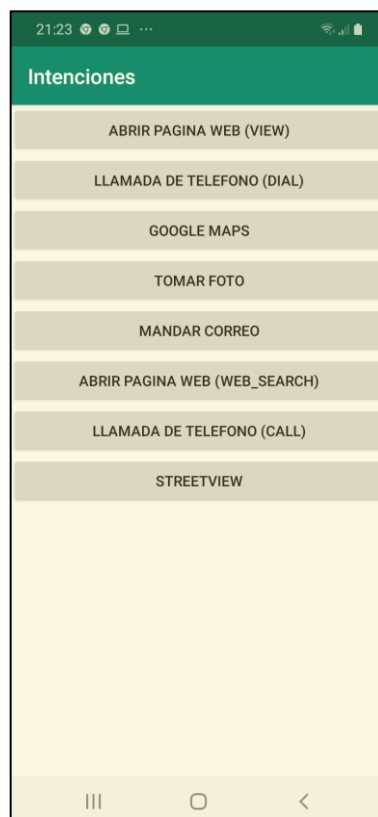 21:23
Intenciones
ABRIR PAGINA WEB (VIEW)
LLAMADA DE TELEFONO (DIAL)
GOOGLE MAPS
TOMAR FOTO
MANDAR CORREO
ABRIR PAGINA WEB (WEB_SEARCH)
LLAMADA DE TELEFONO (CALL)
STREETVIEW